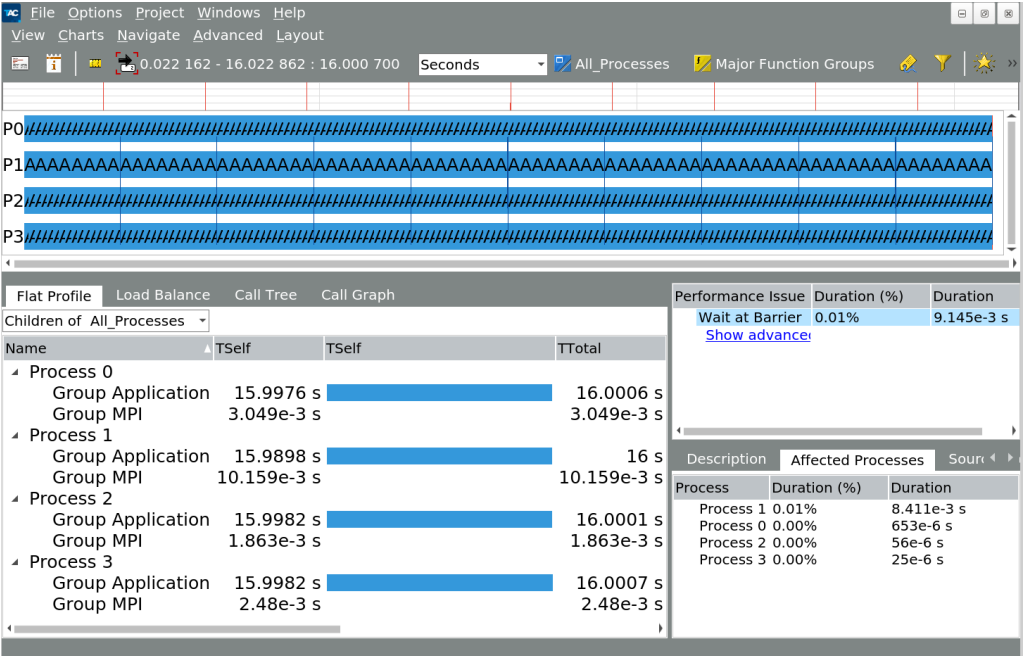 AC File Options Project Windows Help
View Charts Navigate Advanced Layout
0.022 162 - 16.022 862 : 16.000 700 Seconds All_Processes Major Function Groups »
P0
P1 AAAAAAAAAAAAAAAAAAAAAAAAAAAAAAAAAAAAAAAAAAAAAAAAAAAAAAAAAAAAAAAAAAAAAAAAAAAAAAAA
P2
P3
Flat Profile Load Balance Call Tree Call Graph
Children of All_Processes
Name TSelf TSelf TTotal
Process 0
Group Application 15.9976 s 16.0006 s
Group MPI 3.049e-3 s 3.049e-3 s
Process 1
Group Application 15.9898 s 16 s
Group MPI 10.159e-3 s 10.159e-3 s
Process 2
Group Application 15.9982 s 16.0001 s
Group MPI 1.863e-3 s 1.863e-3 s
Process 3
Group Application 15.9982 s 16.0007 s
Group MPI 2.48e-3 s 2.48e-3 s
Performance Issue Duration (%) Duration
Wait at Barrier 0.01% 9.145e-3 s
Show advance
Description Affected Processes Sour
Process Duration (%) Duration
Process 1 0.01% 8.411e-3 s
Process 0 0.00% 653e-6 s
Process 2 0.00% 56e-6 s
Process 3 0.00% 25e-6 s